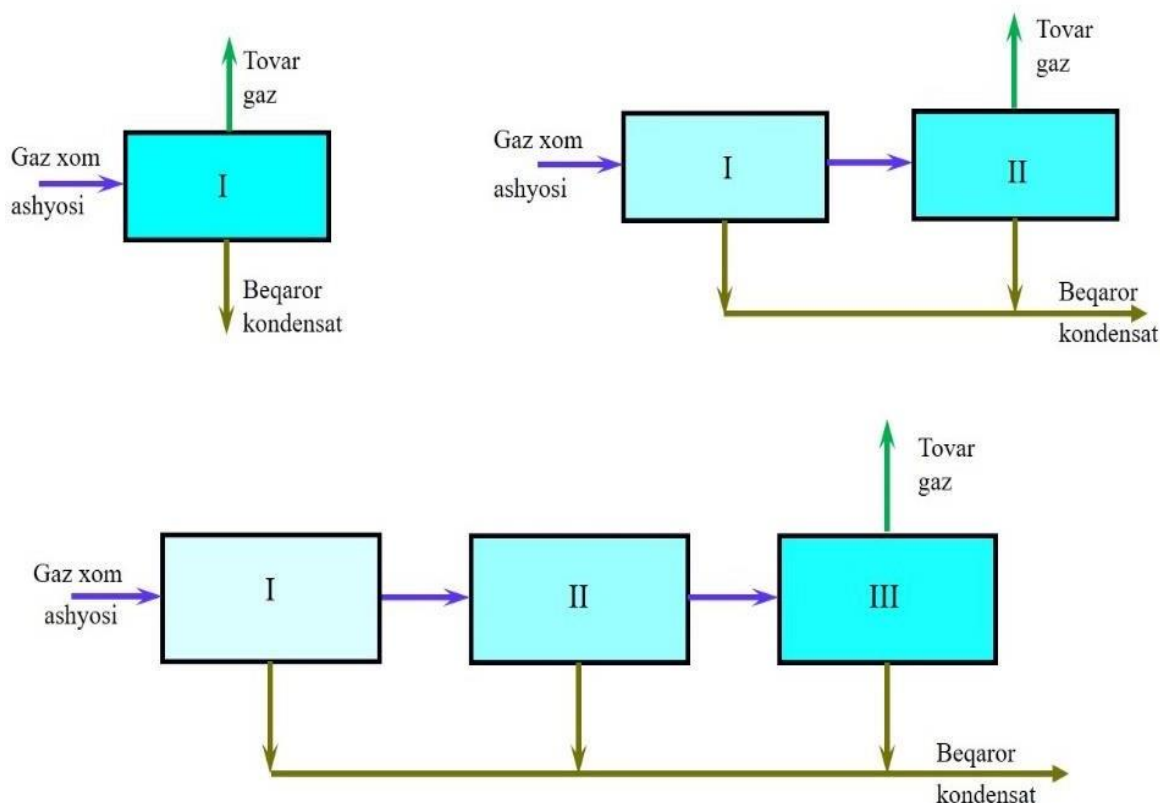 Tovar
gaz
Gaz xom
ashyosi
I
Beqaror
kondensat
Tovar
gaz
Gaz xom
ashyosi
I
II
Beqaror
kondensat
Tovar
gaz
Gaz xom
ashyosi
I
II
III
Beqaror
kondensat